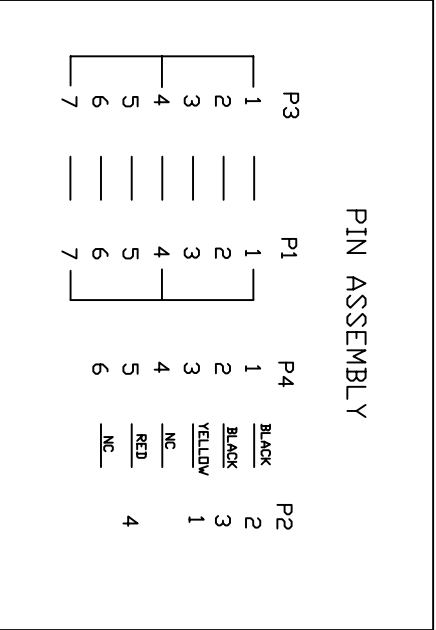 PIN ASSEMBLY
P3 P1 P4 P2
1 1 1 BLACK 2
2 2 2 BLACK 3
3 3 3 YELLOW 1
4 4 4 NC
5 5 5 RED 4
6 6 6 NC
7 7